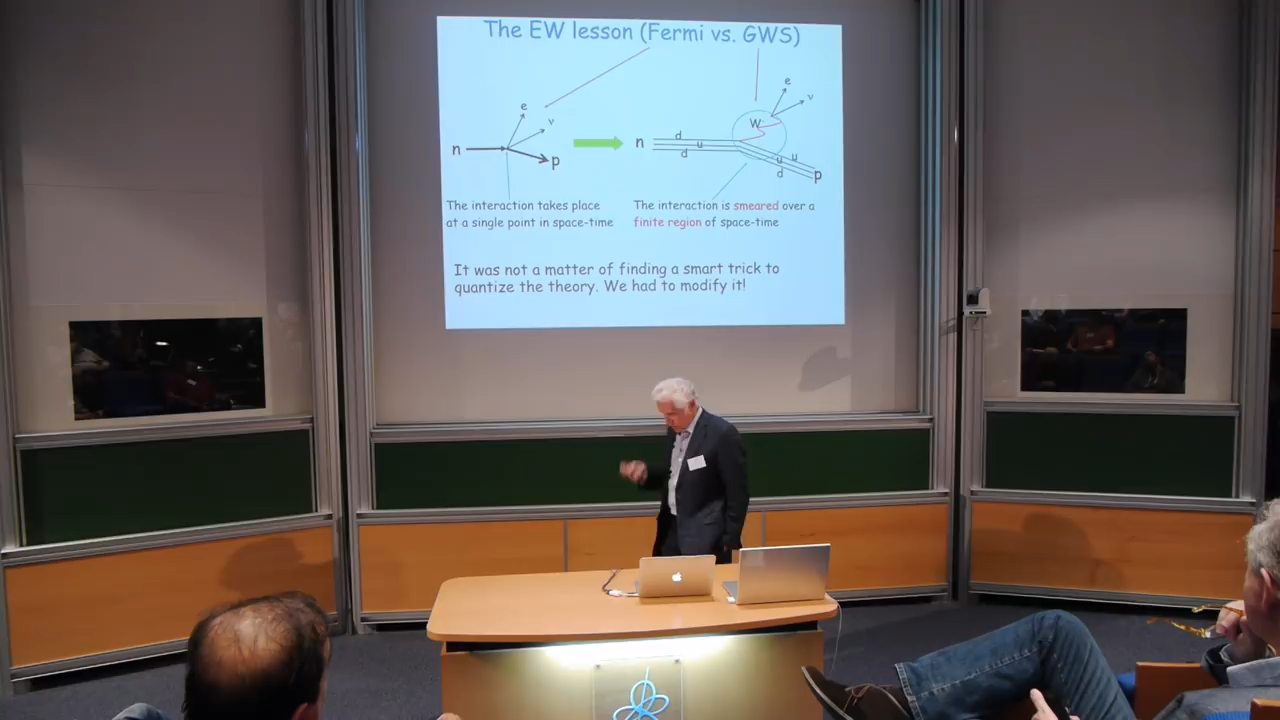 The EW lesson (Fermi vs. GWS)
e
ν
n
p
e
ν
W
n
d
u
d
u
u
d
p
The interaction takes place
at a single point in space-time
The interaction is smeared over a
finite region of space-time
It was not a matter of finding a smart trick to
quantize the theory. We had to modify it!